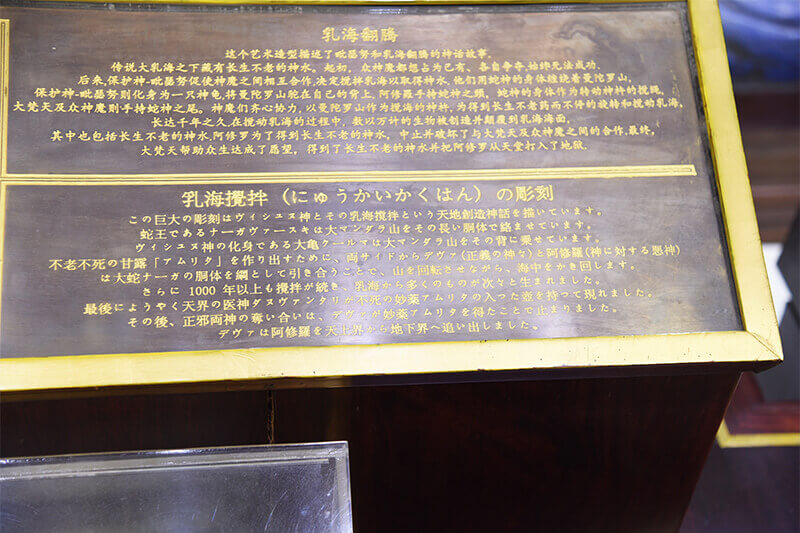 乳海翻腾
这个艺术造型描述了毗瑟努和乳海翻腾的神话故事.
传说大乳海之下藏有长生不老的神水。起初, 众神魔都想占为己有、各自争夺,始终无法成功.
后来,保护神-毗瑟努促使神魔之间相互合作,决定搅拌乳海以取得神水.他们用蛇神的身体缠绕着曼陀罗山,
保护神-毗瑟努则化身为一只神龟,将曼陀罗山驼在自己的背上.阿修羅手持蛇神之頸, 蛇神的身体作为转动神杵的搅绳,
大梵天及众神魔则手持蛇神之尾。神魔们齐心协力,以曼陀罗山作为搅海的神杵,为得到长生不老药而不停的旋转和搅动乳海,
长达千年之久.在搅动乳海的过程中,数以万计的生物被创造并翻覆到乳海海面,
其中也包括长生不老的神水.阿修罗为了得到长生不老的神水, 中止并破坏了与大梵天及众神魔之间的合作.最终,
大梵天帮助众生达成了愿望, 得到了长生不老的神水并把阿修罗从天堂打入了地狱.
乳海攪拌 (にゅうかいかくはん) の彫刻
この巨大の彫刻はヴィシュヌ神とその乳海攪拌という天地創造神話を描いています。
蛇王であるナーガヴァースキは大マンダラ山をその長い胴体で絡ませています。
ヴィシュヌ神の化身である大亀クールマは大マンダラ山をその背に乗せています。
不老不死の甘露「アムリタ」を作り出すために、両サイドからデヴァ(正義の神々)と阿修羅(神に対する悪神)
は大蛇ナーガの胴体を綱として引き合うことで、山を回転させながら、海中をかき回します。
さらに 1000 年以上も攪拌が続き、乳海から多くのものが次々と生まれました。
最後にようやく天界の医神ダヌヴァンタリが不死の妙薬アムリタの入った壺を持って現れました。
その後、正邪両神の奪い合いは、デヴァが妙薬アムリタを得たことで止まりました。
デヴァは阿修羅を天上界から地下界へ追い出しました。